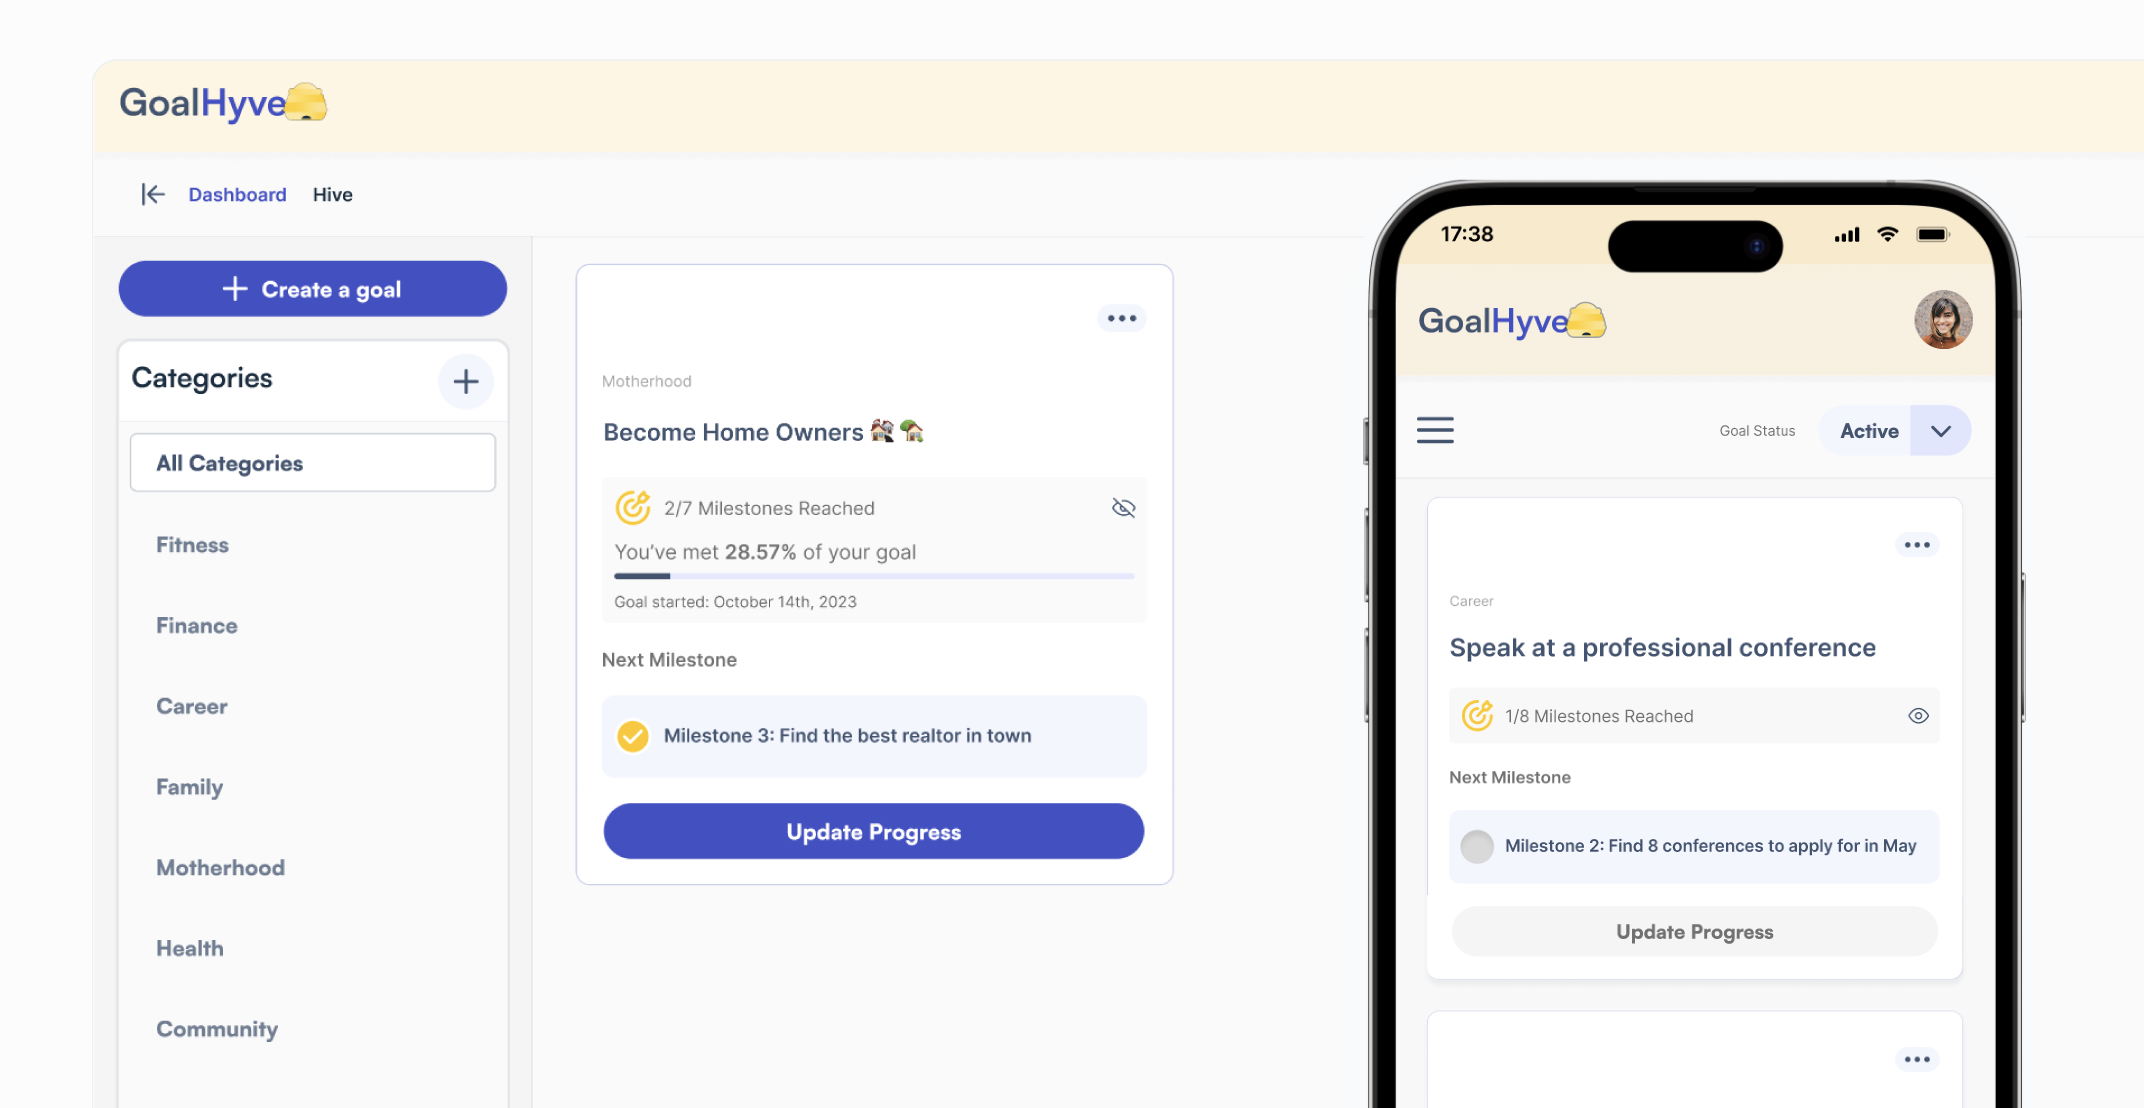 GoalHyve
Dashboard Hive
Create a goal
Categories
All Categories
Fitness
Finance
Career
Family
Motherhood
Health
Community
Motherhood
Become Home Owners
2/7 Milestones Reached
You've met 28.57% of your goal
Goal started: October 14th, 2023
Next Milestone
Milestone 3: Find the best realtor in town
Update Progress
17:38
GoalHyve
Goal Status Active
Career
Speak at a professional conference
1/8 Milestones Reached
Next Milestone
Milestone 2: Find 8 conferences to apply for in May
Update Progress